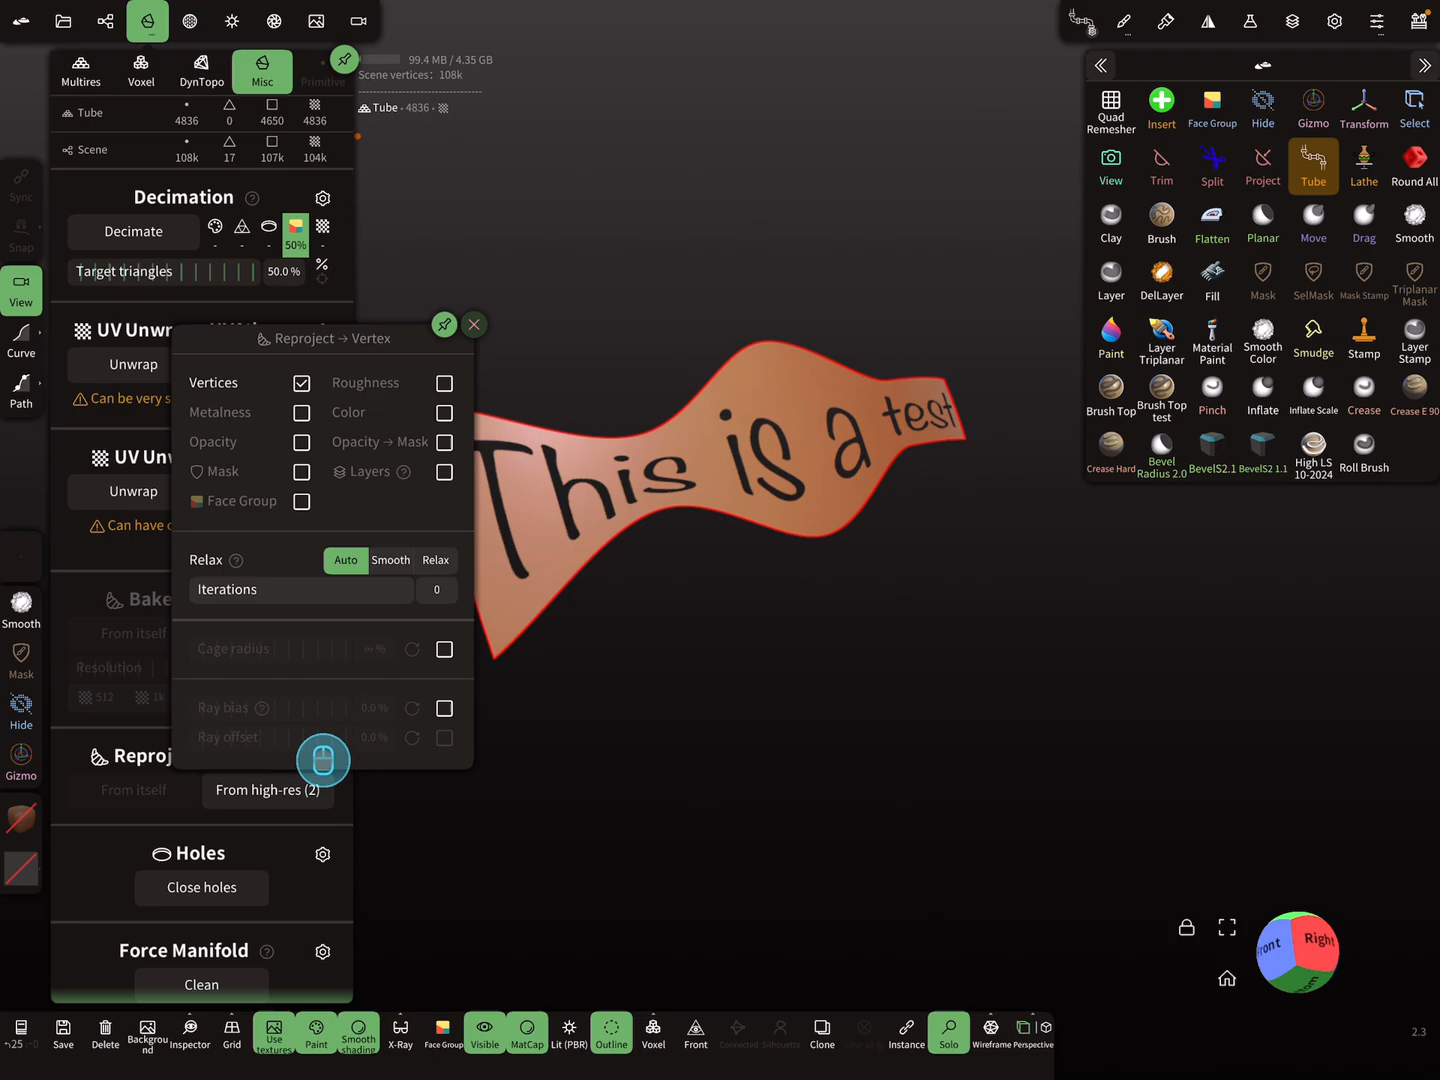 99.4 MB / 4.35 GB
Scene vertices: 108k
Tube • 4836 •
Multires
Voxel
DynTopo
Misc
Primitive
Tube
4836
0
4650
4836
Scene
108k
17
107k
104k
Decimation
Decimate
-
-
-
50%
-
Target triangles
50.0 %
%
UV Unwr
Unwrap
Can be very s
UV Un
Unwrap
Can have
Bake
From itself
Resolution
512
1k
Reproj
From itself
From high-res (2)
Holes
Close holes
Force Manifold
Clean
Reproject → Vertex
Vertices
Roughness
Metalness
Color
Opacity
Opacity → Mask
Mask
Layers
Face Group
Relax
Auto
Smooth
Relax
Iterations
0
Cage radius
∞ %
Ray bias
0.0 %
Ray offset
0.0 %
This is a test
Sync
Snap
View
Curve
Path
Smooth
Mask
Hide
Gizmo
Quad Remesher
Insert
Face Group
Hide
Gizmo
Transform
Select
View
Trim
Split
Project
Tube
Lathe
Round All
Clay
Brush
Flatten
Planar
Move
Drag
Smooth
Layer
DelLayer
Fill
Mask
SelMask
Mask Stamp
Triplanar Mask
Paint
Layer Triplanar
Material Paint
Smooth Color
Smudge
Stamp
Layer Stamp
Brush Top
Brush Top test
Pinch
Inflate
Inflate Scale
Crease
Crease E 90
Crease Hard
Bevel Radius 2.0
BevelS2.1
BevelS2 1.1
High LS 10-2024
Roll Brush
Front
Right
2.3
25
0
Save
Delete
Backgrou
nd
Inspector
Grid
Use textures
Paint
Smooth shading
X-Ray
Face Group
Visible
MatCap
Lit (PBR)
Outline
Voxel
Front
Connected
Silhouette
Clone
Instance
Solo
Wireframe
Perspective